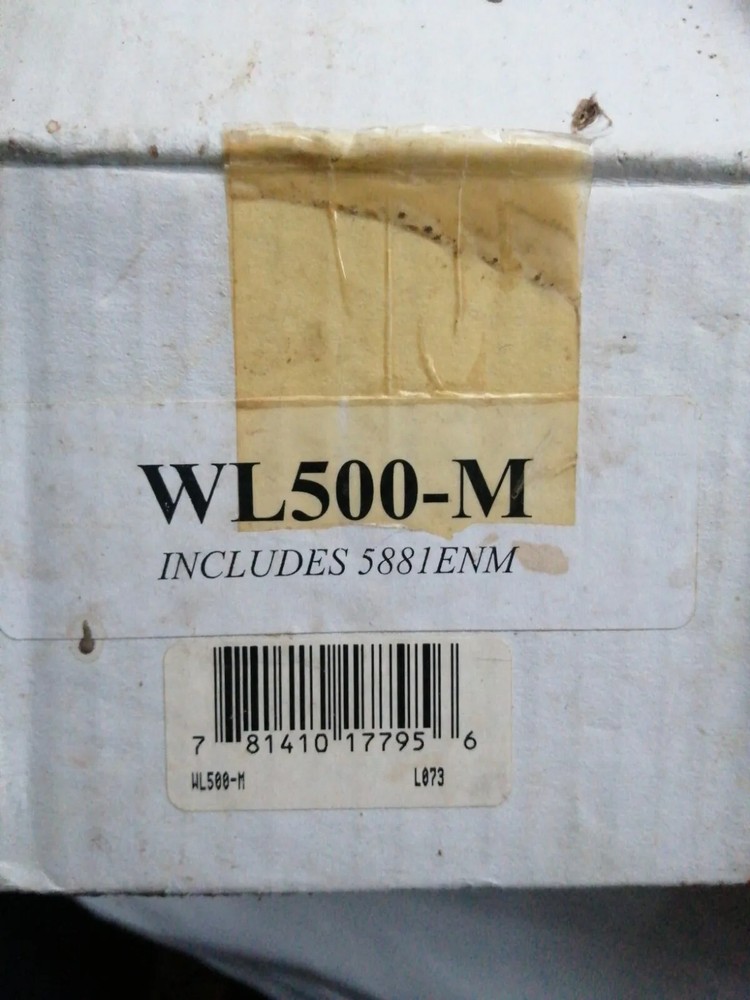 WL500-M
INCLUDES 5881ENM
7 81410 17795 6
WL500-M L073